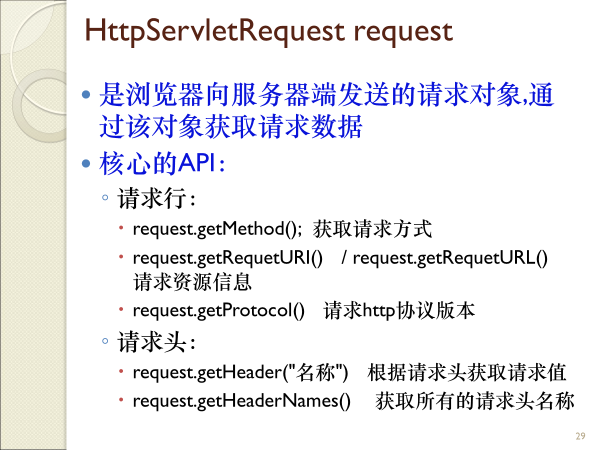 HttpServletRequest request
• 是浏览器向服务器端发送的请求对象,通
过该对象获取请求数据
• 核心的API：
◦ 请求行：
• request.getMethod(); 获取请求方式
• request.getRequetURI() / request.getRequetURL()
请求资源信息
• request.getProtocol() 请求http协议版本
◦ 请求头：
• request.getHeader("名称") 根据请求头获取请求值
• request.getHeaderNames() 获取所有的请求头名称
29